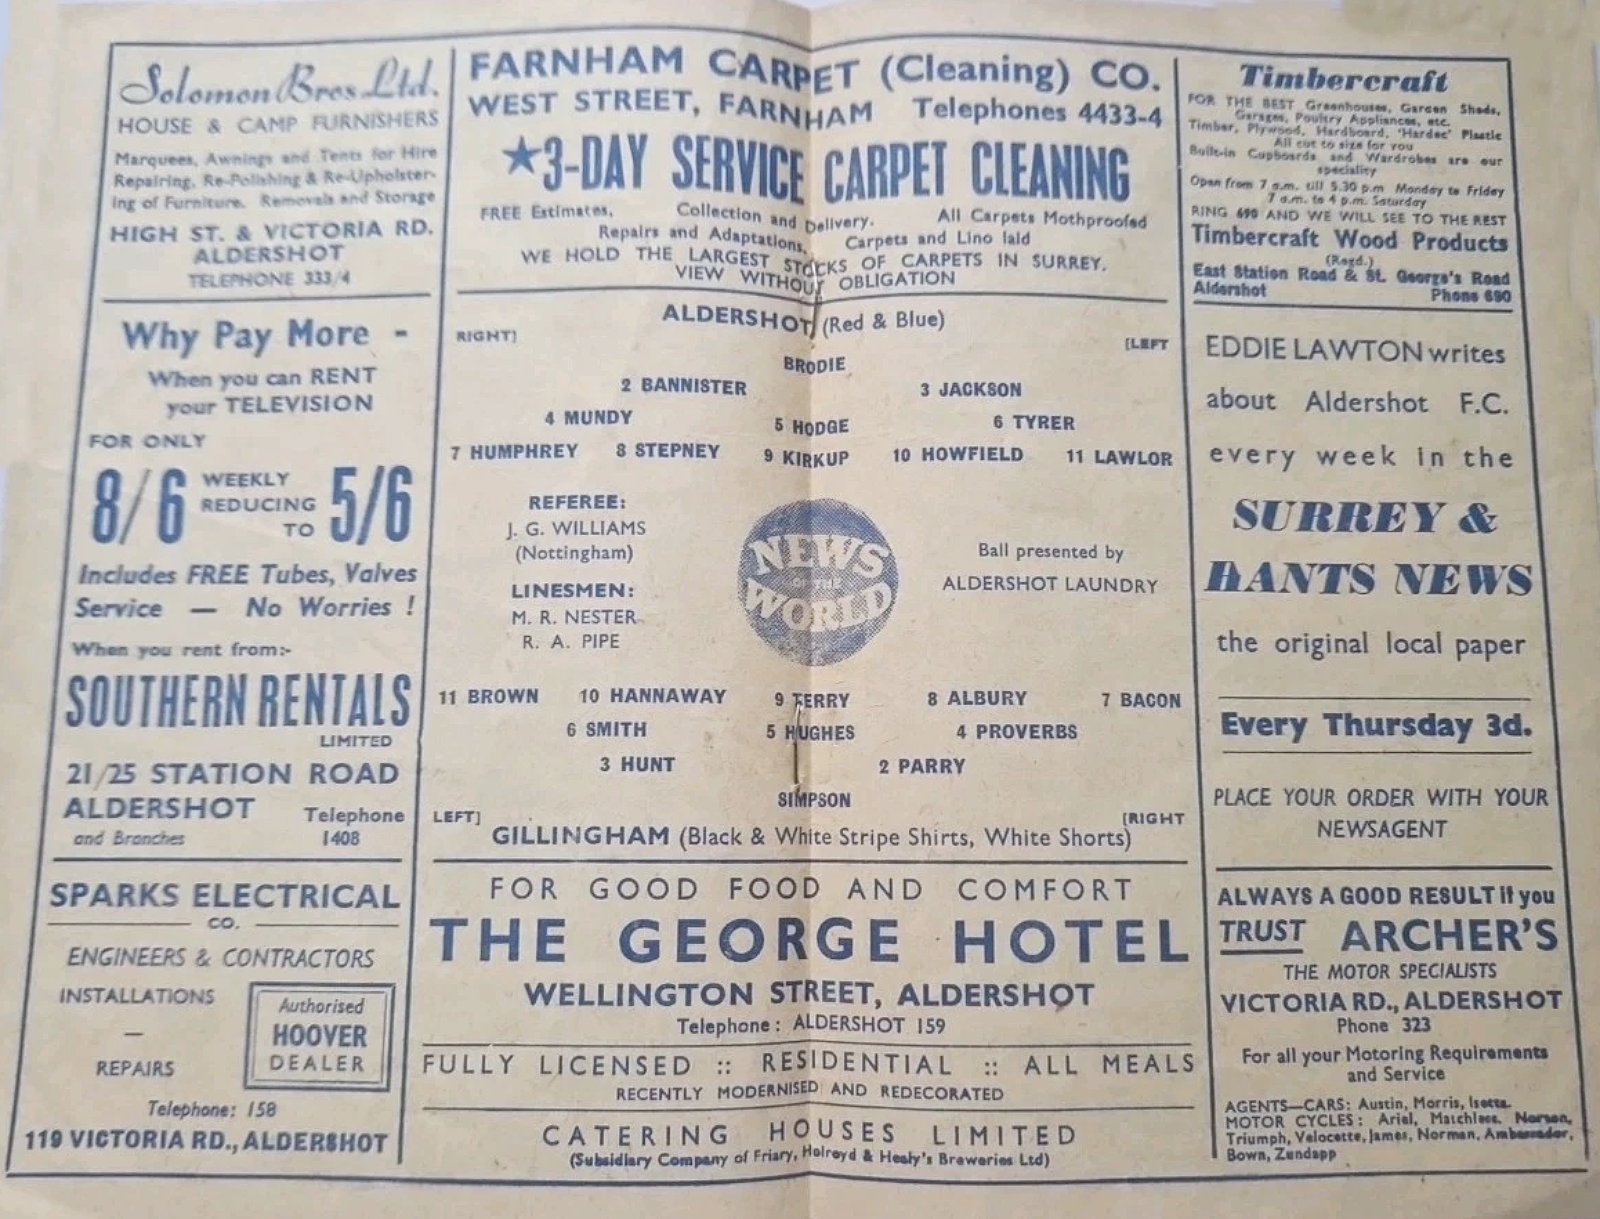 Solomon Bros Ltd.
HOUSE & CAMP FURNISHERS
Marquees, Awnings and Tents for Hire
Repairing, Re-Polishing & Re-Upholster-
ing of Furniture. Removals and Storage
HIGH ST. & VICTORIA RD.
ALDERSHOT
TELEPHONE 333/4
Why Pay More -
When you can RENT
your TELEVISION
FOR ONLY
8/6 WEEKLY REDUCING TO 5/6
Includes FREE Tubes, Valves
Service — No Worries !
When you rent from:-
SOUTHERN RENTALS
LIMITED
21/25 STATION ROAD
ALDERSHOT Telephone
and Branches 1408
SPARKS ELECTRICAL
CO.
ENGINEERS & CONTRACTORS
INSTALLATIONS
—
REPAIRS
Authorised
HOOVER
DEALER
Telephone: 158
119 VICTORIA RD., ALDERSHOT
FARNHAM CARPET (Cleaning) CO.
WEST STREET, FARNHAM Telephones 4433-4
★3-DAY SERVICE CARPET CLEANING
FREE Estimates, Collection and Delivery. All Carpets Mothproofed
Repairs and Adaptations, Carpets and Lino laid
WE HOLD THE LARGEST STOCKS OF CARPETS IN SURREY.
VIEW WITHOUT OBLIGATION
ALDERSHOT (Red & Blue)
RIGHT] [LEFT
BRODIE
2 BANNISTER 3 JACKSON
4 MUNDY 5 HODGE 6 TYRER
7 HUMPHREY 8 STEPNEY 9 KIRKUP 10 HOWFIELD 11 LAWLOR
REFEREE:
J. G. WILLIAMS
(Nottingham)
LINESMEN:
M. R. NESTER
R. A. PIPE
NEWS
OF THE
WORLD
Ball presented by
ALDERSHOT LAUNDRY
11 BROWN 10 HANNAWAY 9 TERRY 8 ALBURY 7 BACON
6 SMITH 5 HUGHES 4 PROVERBS
3 HUNT 2 PARRY
SIMPSON
LEFT] [RIGHT
GILLINGHAM (Black & White Stripe Shirts, White Shorts)
FOR GOOD FOOD AND COMFORT
THE GEORGE HOTEL
WELLINGTON STREET, ALDERSHOT
Telephone: ALDERSHOT 159
FULLY LICENSED :: RESIDENTIAL :: ALL MEALS
RECENTLY MODERNISED AND REDECORATED
CATERING HOUSES LIMITED
(Subsidiary Company of Friary, Holroyd & Healy's Breweries Ltd)
Timbercraft
FOR THE BEST Greenhouses, Garden Sheds,
Garages, Poultry Appliances, etc.
Timber, Plywood, Hardboard, 'Hardec' Plastic
All cut to size for you
Built-in Cupboards and Wardrobes are our
speciality
Open from 7 a.m. till 5.30 p.m Monday to Friday
7 a.m. to 4 p.m. Saturday
RING 690 AND WE WILL SEE TO THE REST
Timbercraft Wood Products
(Regd.)
East Station Road & St. George's Road
Aldershot Phone 690
EDDIE LAWTON writes
about Aldershot F.C.
every week in the
SURREY &
HANTS NEWS
the original local paper
Every Thursday 3d.
PLACE YOUR ORDER WITH YOUR
NEWSAGENT
ALWAYS A GOOD RESULT if you
TRUST ARCHER'S
THE MOTOR SPECIALISTS
VICTORIA RD., ALDERSHOT
Phone 323
For all your Motoring Requirements
and Service
AGENTS—CARS: Austin, Morris, Isetta.
MOTOR CYCLES: Ariel, Matchless, Norton,
Triumph, Velocette, James, Norman, Ambassador,
Bown, Zundapp